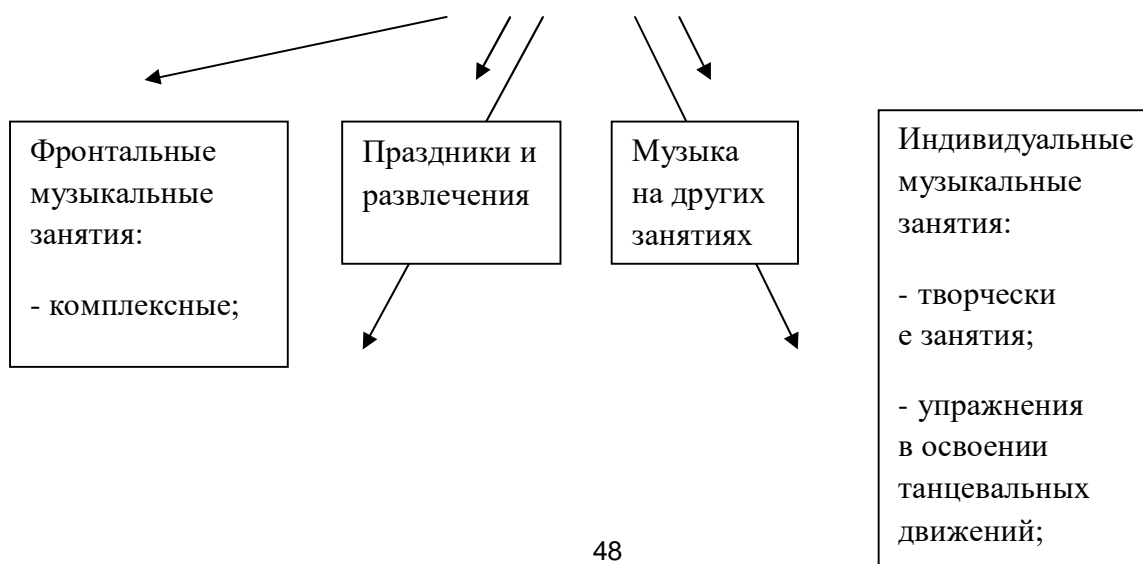 Фронтальные
музыкальные
занятия:
- комплексные;
Праздники и
развлечения
Музыка
на других
занятиях
Индивидуальные
музыкальные
занятия:
- творчески
е занятия;
- упражнения
в освоении
танцевальных
движений;
48